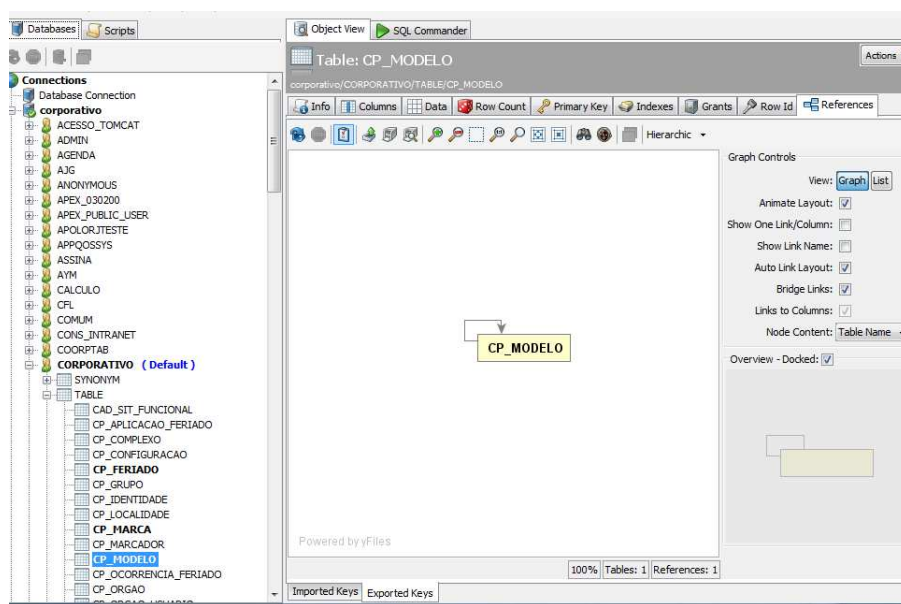 Databases
Scripts
Object View
SQL Commander
Connections
Database Connection
corporativo
ACESSO_TOMCAT
ADMIN
AGENDA
AJG
ANONYMOUS
APEX_030200
APEX_PUBLIC_USER
APOLORJTESTE
APPQOSSYS
ASSINA
AYM
CALCULO
CFL
COMUM
CONS_INTRANET
COORPTAB
CORPORATIVO (Default)
SYNONYM
TABLE
CAD_SIT_FUNCIONAL
CP_APLICACAO_FERIADO
CP_COMPLEXO
CP_CONFIGURACAO
CP_FERIADO
CP_GRUPO
CP_IDENTIDADE
CP_LOCALIDADE
CP_MARCA
CP_MARCADOR
CP_MODELO
CP_OCORRENCIA_FERIADO
CP_ORGAO
CP_ORGAO_USUARIO
Table: CP_MODELO
Actions
corporativo/CORPORATIVO/TABLE/CP_MODELO
Info
Columns
Data
Row Count
Primary Key
Indexes
Grants
Row Id
References
Hierarchic
CP_MODELO
Powered by yFiles
100%
Tables: 1
References: 1
Imported Keys
Exported Keys
Graph Controls
View: Graph List
Animate Layout:
Show One Link/Column:
Show Link Name:
Auto Link Layout:
Bridge Links:
Links to Columns:
Node Content: Table Name
Overview - Docked: